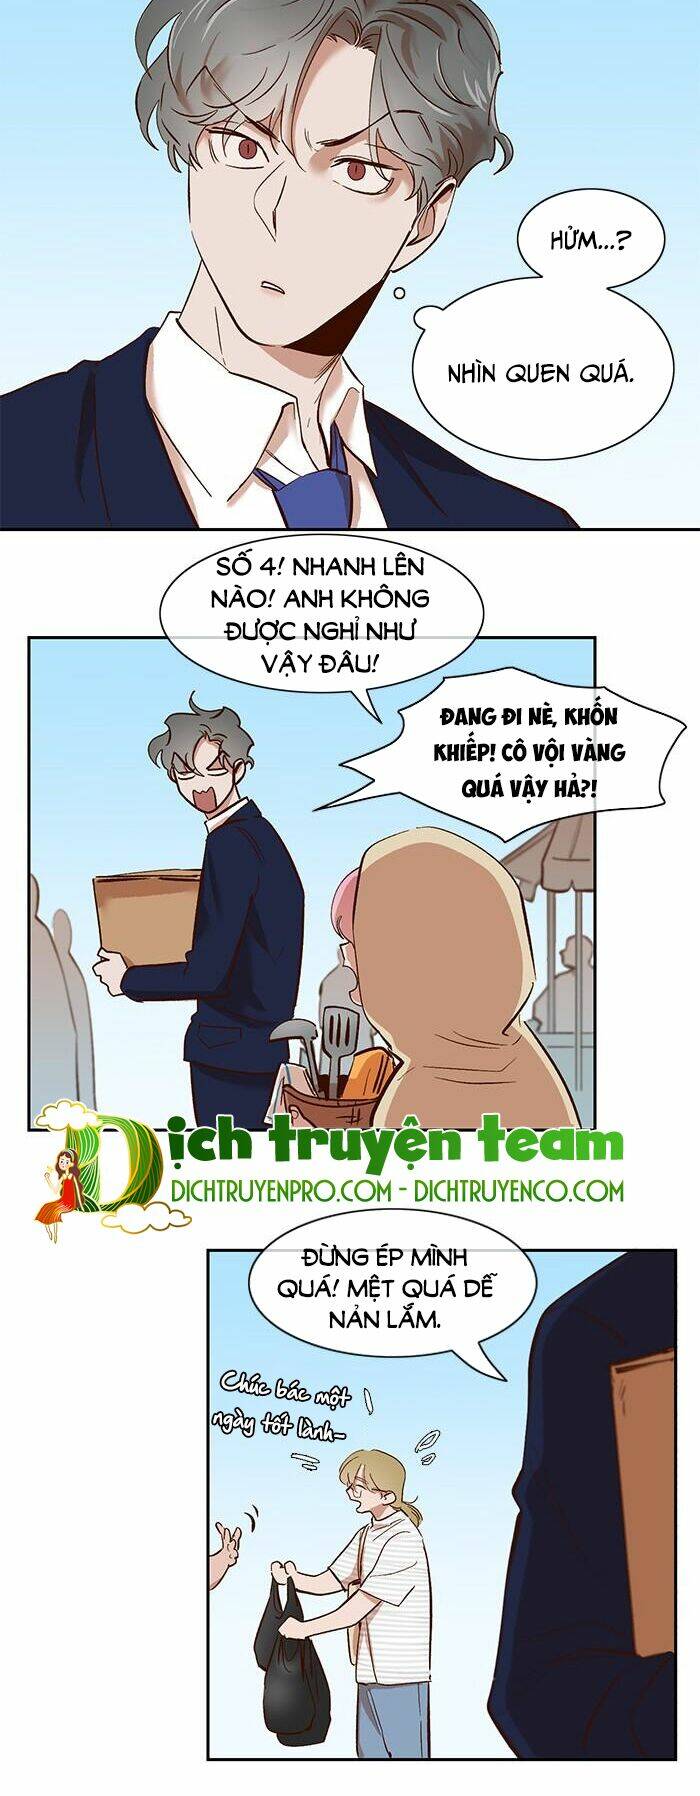 HỬM...?
NHÌN QUEN QUÁ.
SỐ 4! NHANH LÊN
NÀO! ANH KHÔNG
ĐƯỢC NGHỈ NHƯ
VẬY ĐÂU!
ĐANG ĐI NÈ, KHỐN
KHIẾP! CÔ VỘI VÀNG
QUÁ VẬY HẢ?!
Dịch truyện team
DICHTRUYENPRO.COM - DICHTRUYENCO.COM
ĐỪNG ÉP MÌNH
QUÁ! MỆT QUÁ DỄ
NẢN LẮM.
Chúc bác một
ngày tốt lành~